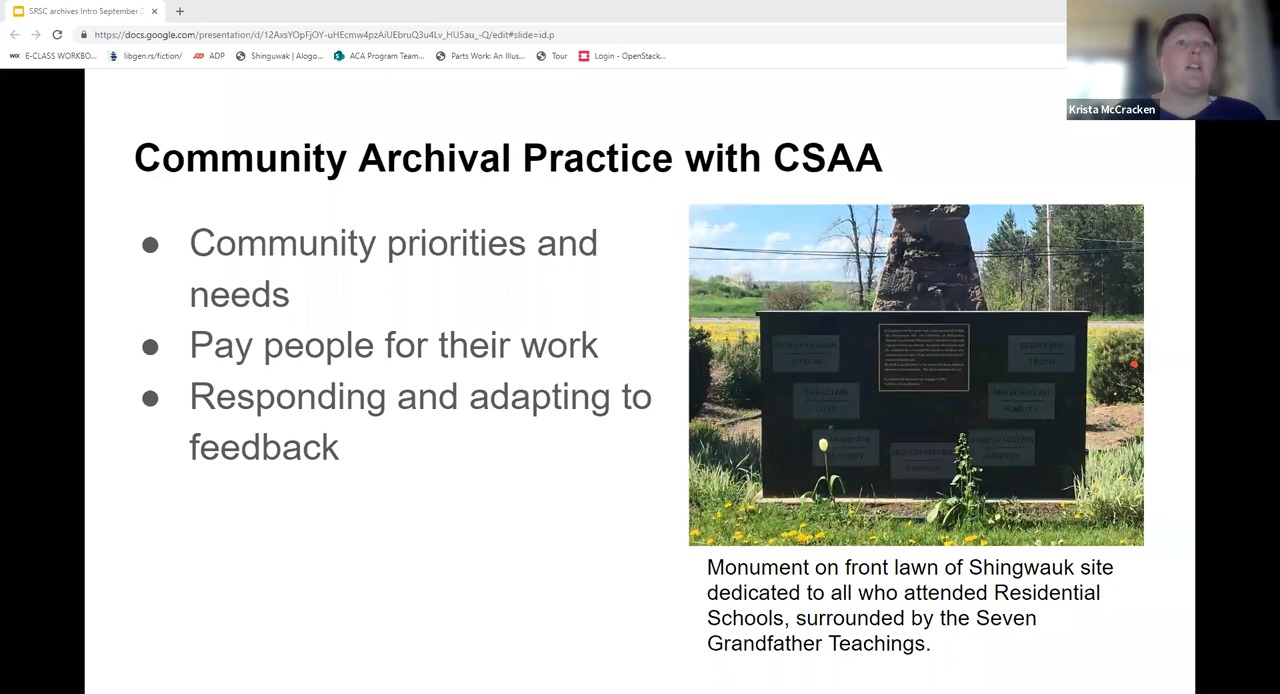 SRSC archives Intro September
https://docs.google.com/presentation/d/12AxsYOpFjOY-uHEcmw4pzAiUEbruQ3u4Lv_HUSau_-Q/edit#slide=id.p
WIX E-CLASS WORKBO... libgen.rs/fiction/ ADP Shinguwak | Alogo... ACA Program Team... Parts Work: An Illus... Tour Login - OpenStack...
Krista McCracken
Community Archival Practice with CSAA
● Community priorities and
needs
● Pay people for their work
● Responding and adapting to
feedback
HUMILITY
Monument on front lawn of Shingwauk site
dedicated to all who attended Residential
Schools, surrounded by the Seven
Grandfather Teachings.